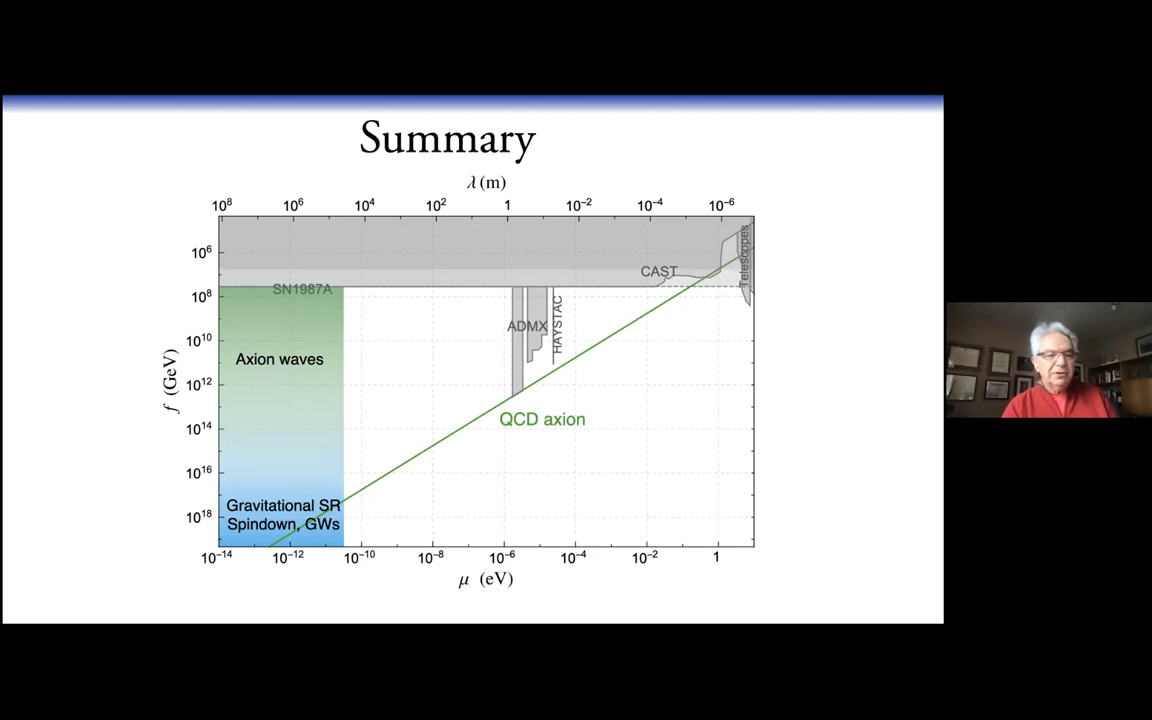 Summary
λ (m)
10⁸ 10⁶ 10⁴ 10² 1 10⁻² 10⁻⁴ 10⁻⁶
10⁶
CAST
Telescopes
SN1987A
10⁸
ADMX
HAYSTAC
10¹⁰
Axion waves
f (GeV)
10¹²
QCD axion
10¹⁴
10¹⁶
Gravitational SR
Spindown, GWs
10¹⁸
10⁻¹⁴ 10⁻¹² 10⁻¹⁰ 10⁻⁸ 10⁻⁶ 10⁻⁴ 10⁻² 1
μ (eV)